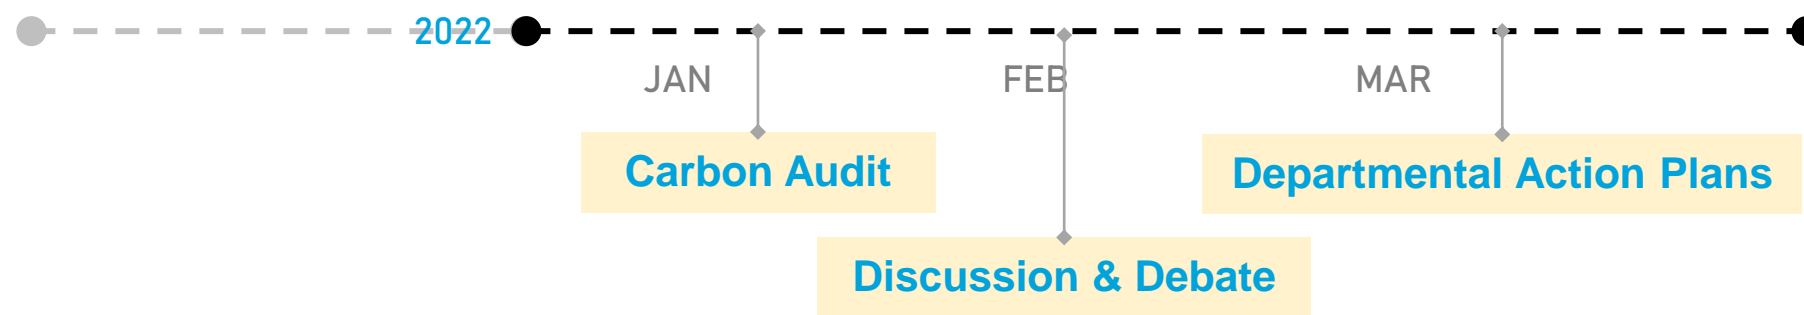 2022
JAN
FEB
MAR
Carbon Audit
Departmental Action Plans
Discussion & Debate